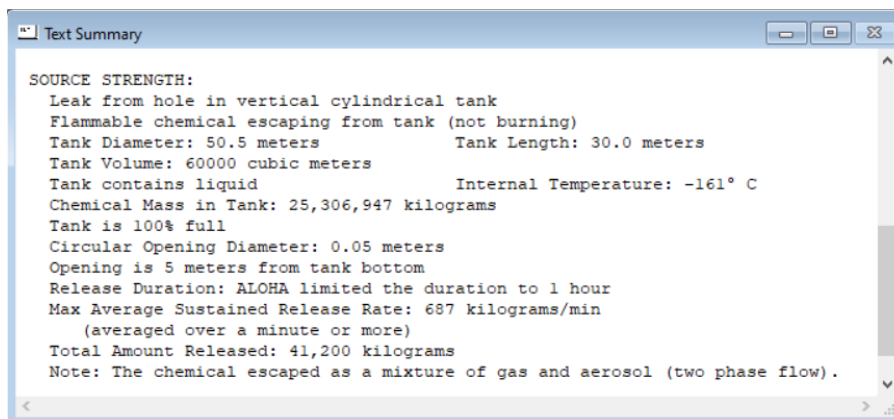 Text Summary
SOURCE STRENGTH:
Leak from hole in vertical cylindrical tank
Flammable chemical escaping from tank (not burning)
Tank Diameter: 50.5 meters Tank Length: 30.0 meters
Tank Volume: 60000 cubic meters
Tank contains liquid Internal Temperature: -161° C
Chemical Mass in Tank: 25,306,947 kilograms
Tank is 100% full
Circular Opening Diameter: 0.05 meters
Opening is 5 meters from tank bottom
Release Duration: ALOHA limited the duration to 1 hour
Max Average Sustained Release Rate: 687 kilograms/min
(averaged over a minute or more)
Total Amount Released: 41,200 kilograms
Note: The chemical escaped as a mixture of gas and aerosol (two phase flow).